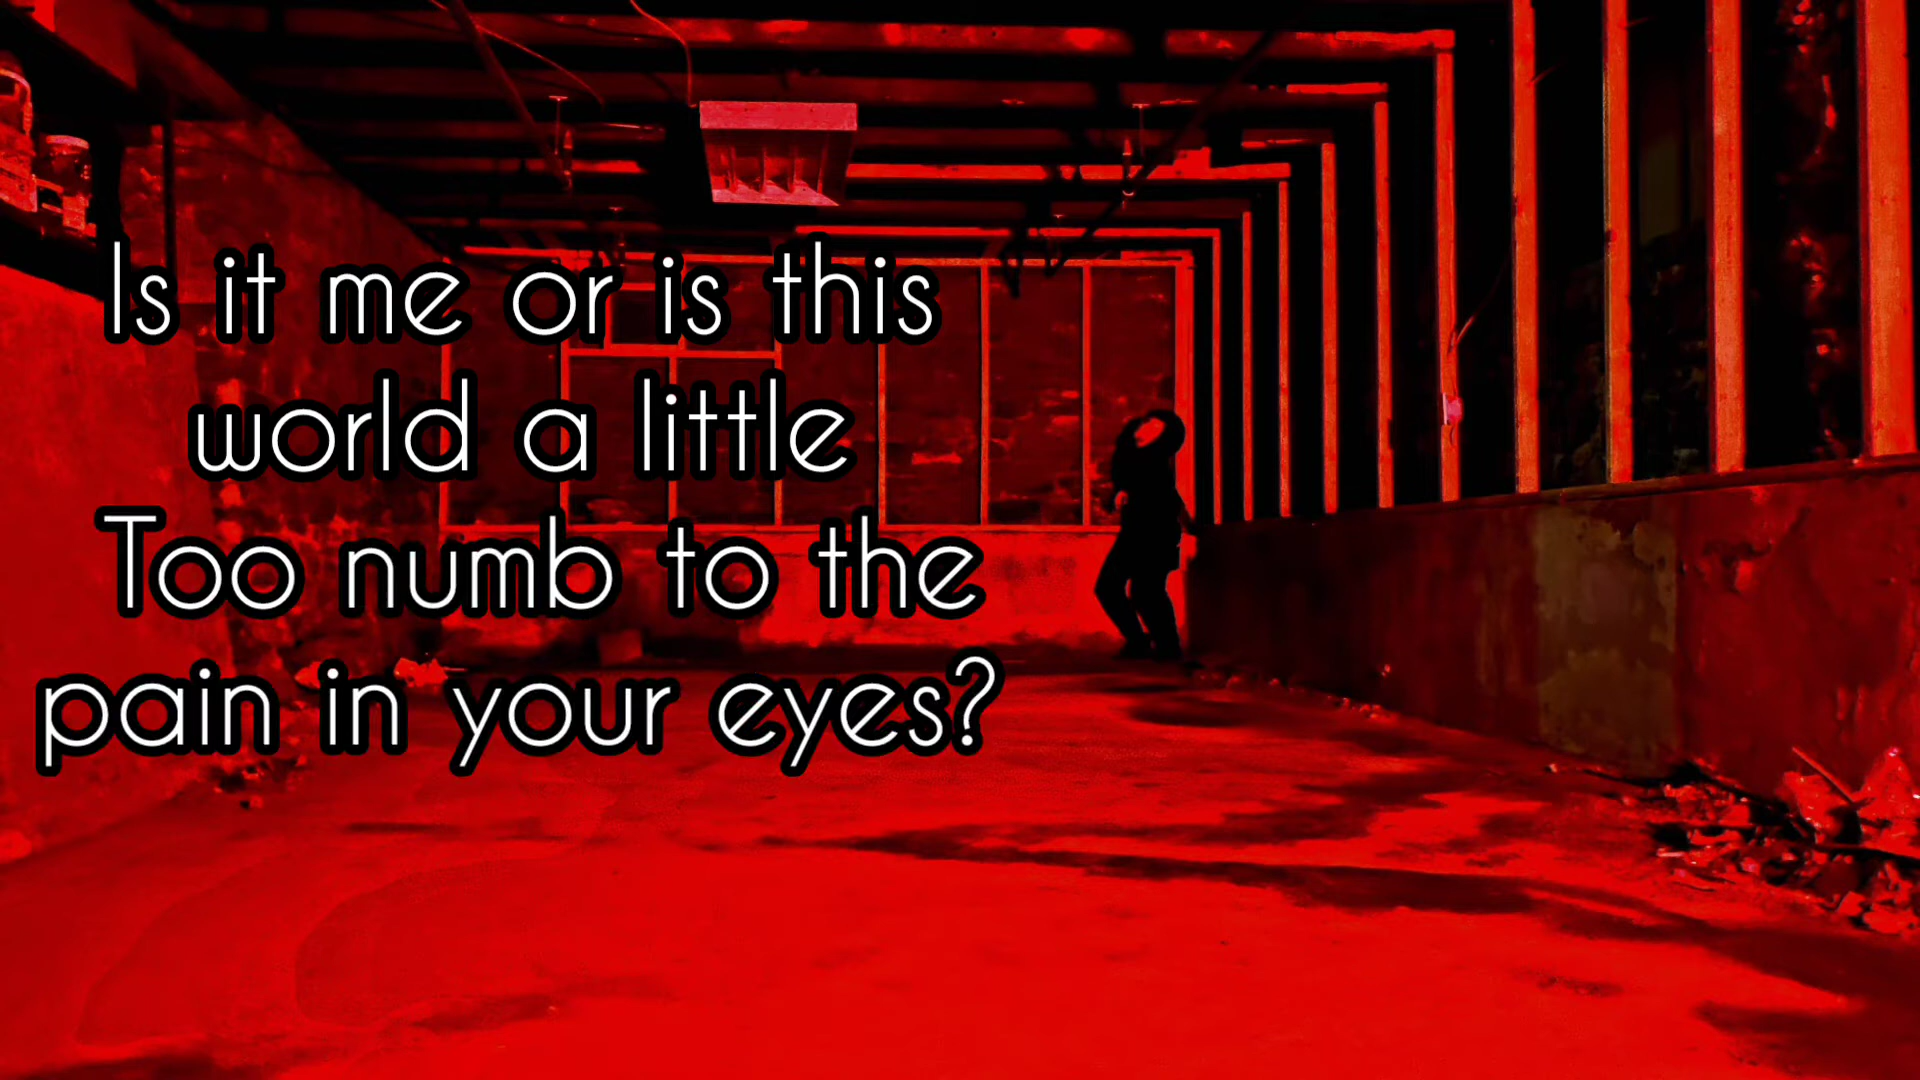 Is it me or is this
world a little
Too numb to the
pain in your eyes?